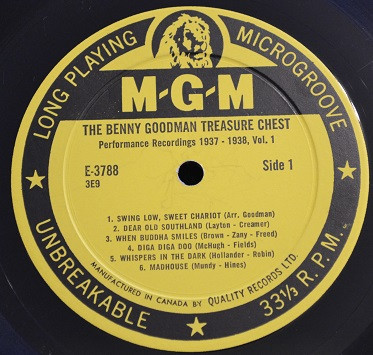 LONG PLAYING
MICROGROOVE
M-G-M
THE BENNY GOODMAN TREASURE CHEST
Performance Recordings 1937 - 1938, Vol. 1
E-3788
Side 1
3E9
1. SWING LOW, SWEET CHARIOT (Arr. Goodman)
2. DEAR OLD SOUTHLAND (Layton - Creamer)
3. WHEN BUDDHA SMILES (Brown - Zany - Freed)
4. DIGA DIGA DOO (McHugh - Fields)
5. WHISPERS IN THE DARK (Hollander - Robin)
6. MADHOUSE (Mundy - Hines)
MANUFACTURED IN CANADA BY QUALITY RECORDS LTD.
UNBREAKABLE
33⅓ R.P.M.